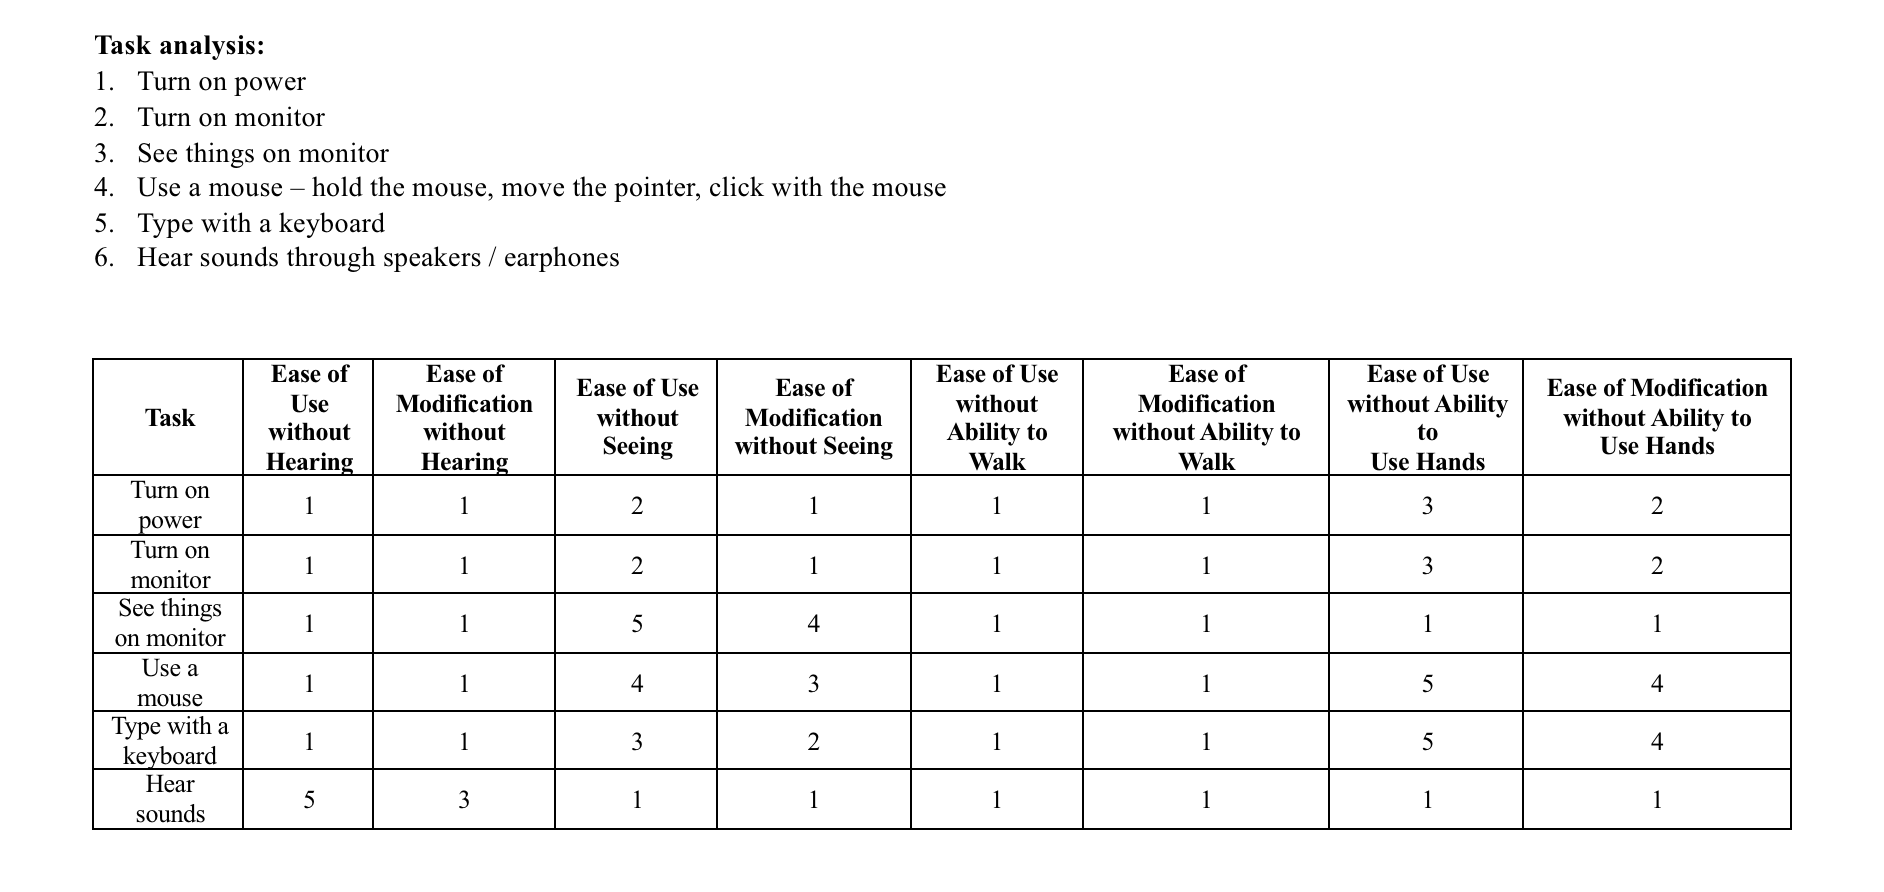 Task analysis:
1. Turn on power
2. Turn on monitor
3. See things on monitor
4. Use a mouse – hold the mouse, move the pointer, click with the mouse
5. Type with a keyboard
6. Hear sounds through speakers / earphones
Task
Ease of
Use
without
Hearing
Ease of
Modification
without
Hearing
Ease of Use
without
Seeing
Ease of
Modification
without Seeing
Ease of Use
without
Ability to
Walk
Ease of
Modification
without Ability to
Walk
Ease of Use
without Ability
to
Use Hands
Ease of Modification
without Ability to
Use Hands
Turn on
power
1 1 2 1 1 1 3 2
Turn on
monitor
1 1 2 1 1 1 3 2
See things
on monitor
1 1 5 4 1 1 1 1
Use a
mouse
1 1 4 3 1 1 5 4
Type with a
keyboard
1 1 3 2 1 1 5 4
Hear
sounds
5 3 1 1 1 1 1 1